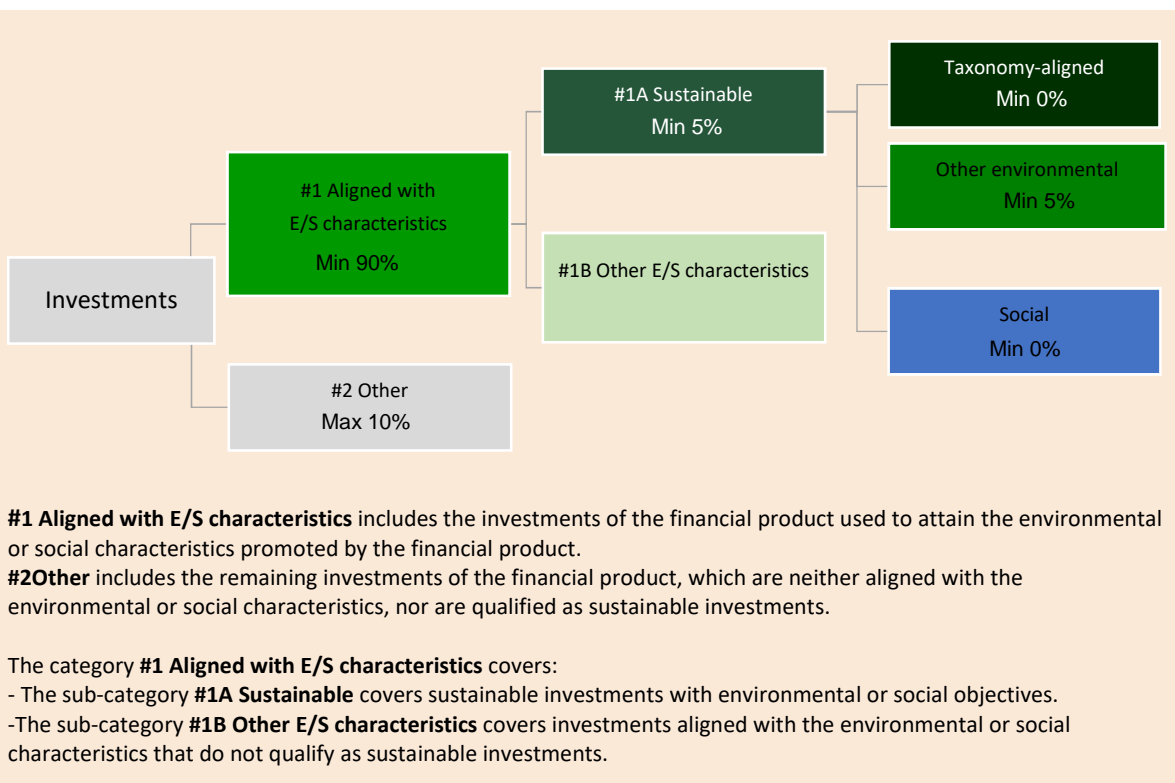 Investments
#1 Aligned with
E/S characteristics
Min 90%
#2 Other
Max 10%
#1A Sustainable
Min 5%
#1B Other E/S characteristics
Taxonomy-aligned
Min 0%
Other environmental
Min 5%
Social
Min 0%
#1 Aligned with E/S characteristics includes the investments of the financial product used to attain the environmental
or social characteristics promoted by the financial product.
#2Other includes the remaining investments of the financial product, which are neither aligned with the
environmental or social characteristics, nor are qualified as sustainable investments.
The category #1 Aligned with E/S characteristics covers:
- The sub-category #1A Sustainable covers sustainable investments with environmental or social objectives.
-The sub-category #1B Other E/S characteristics covers investments aligned with the environmental or social
characteristics that do not qualify as sustainable investments.